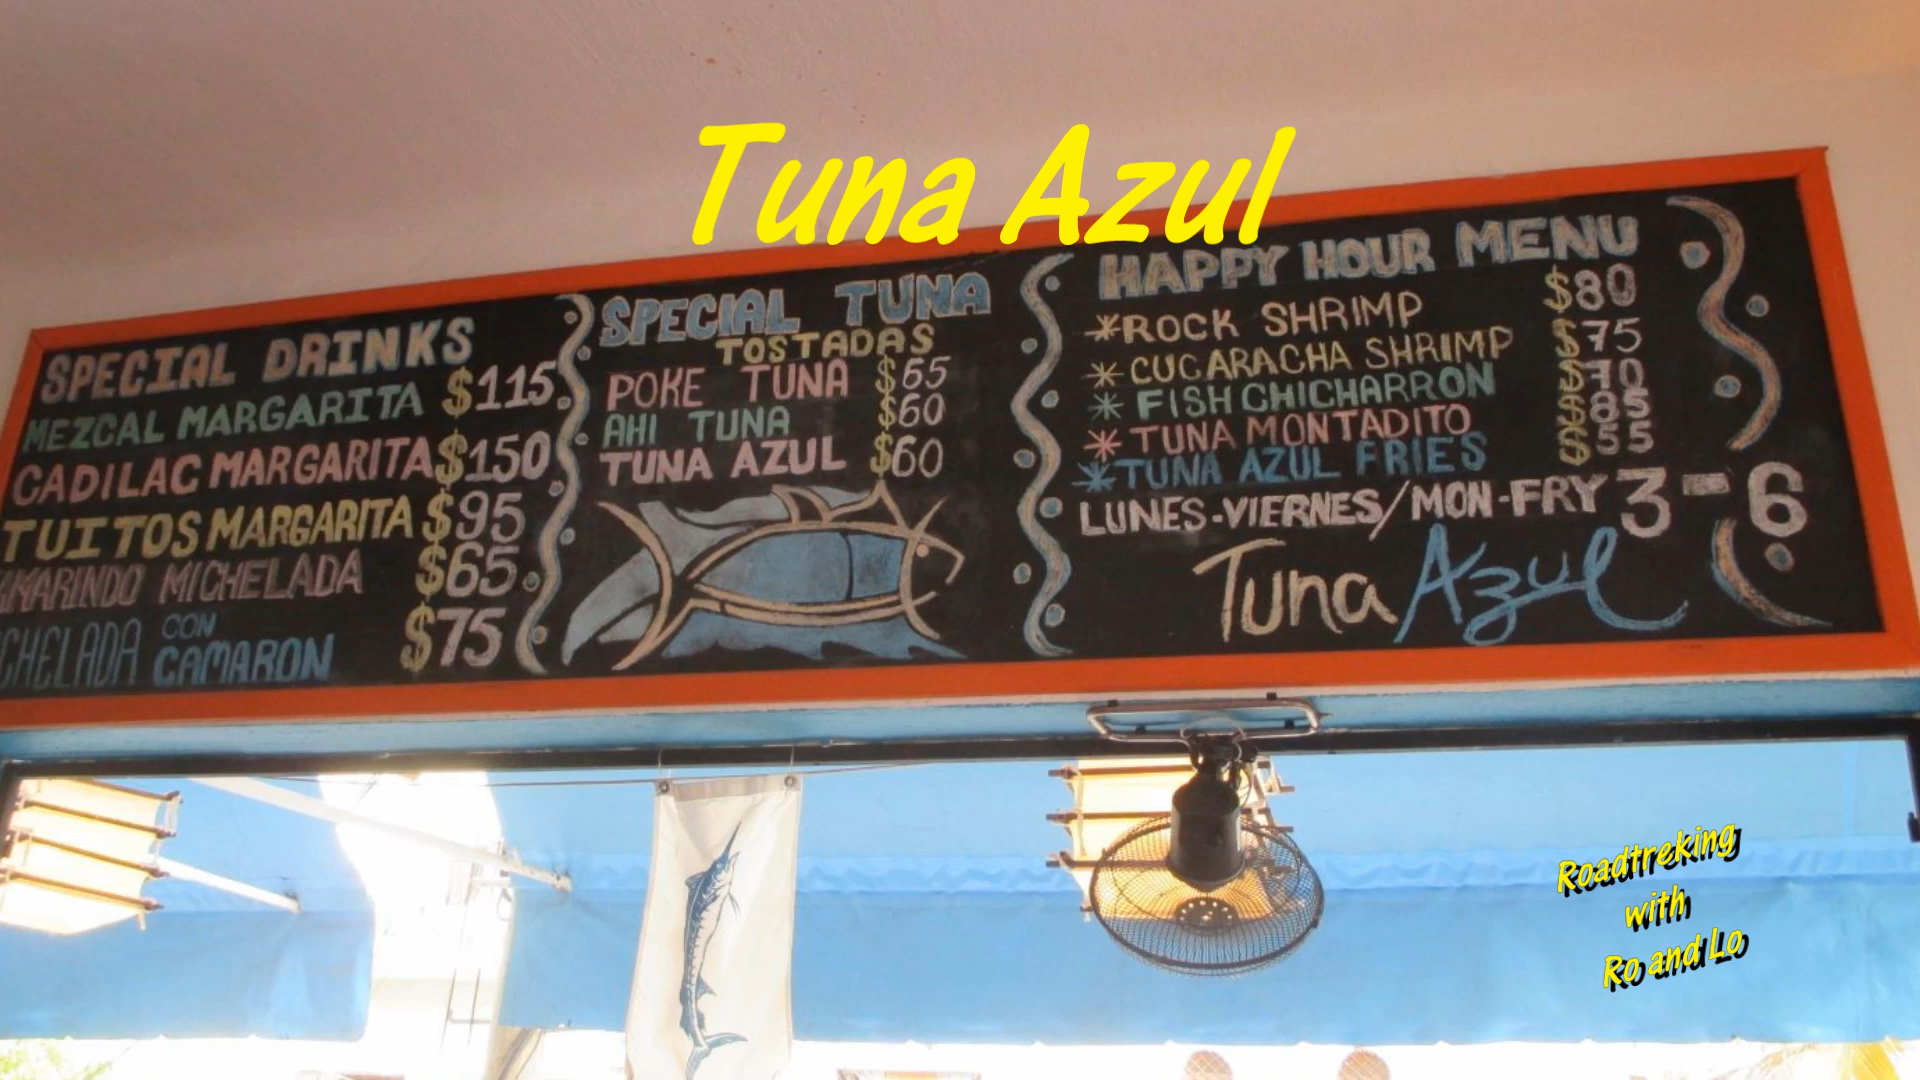 Tuna Azul
SPECIAL DRINKS
MEZCAL MARGARITA $115
CADILAC MARGARITA $150
TUITOS MARGARITA $95
MICHELADA $65
CON
CAMARON $75
SPECIAL TUNA
TOSTADAS
POKE TUNA $65
AHI TUNA $60
TUNA AZUL $60
HAPPY HOUR MENU
*ROCK SHRIMP $80
*CUCARACHA SHRIMP $75
*FISH CHICHARRON $70
*TUNA MONTADITO $85
*TUNA AZUL FRIES $55
LUNES-VIERNES/MON-FRY 3-6
Tuna Azul
Roadtreking
with
Ro and Lo